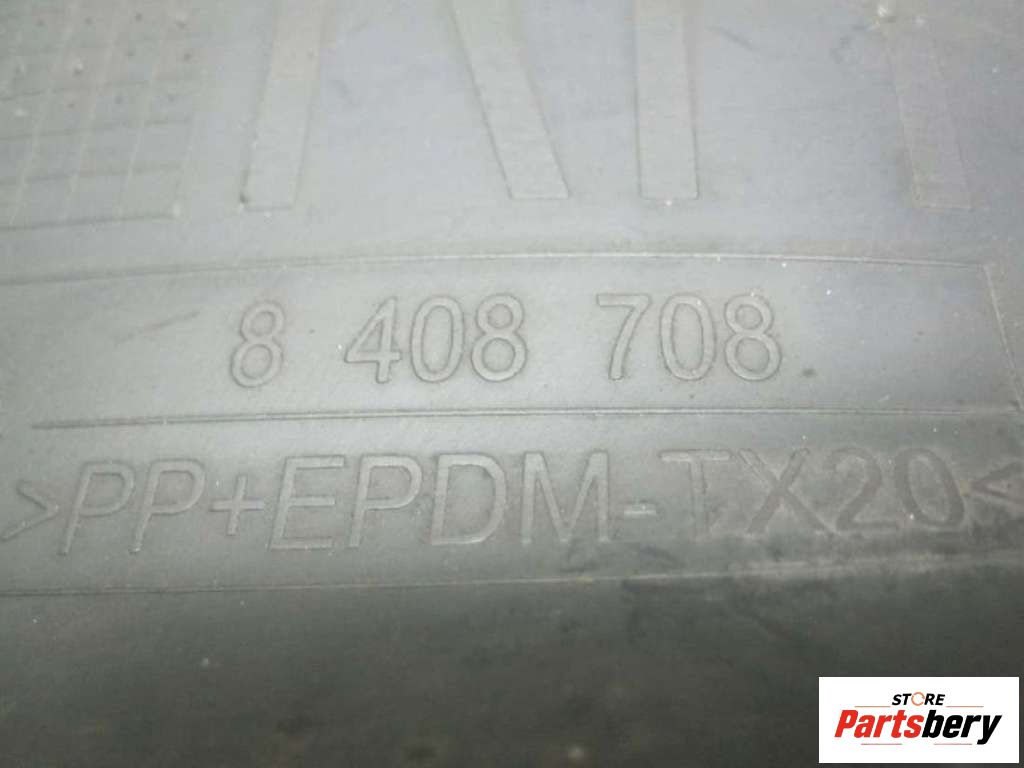 8 408 708
>PP+EPDM-TX20<
STORE
Partsbery